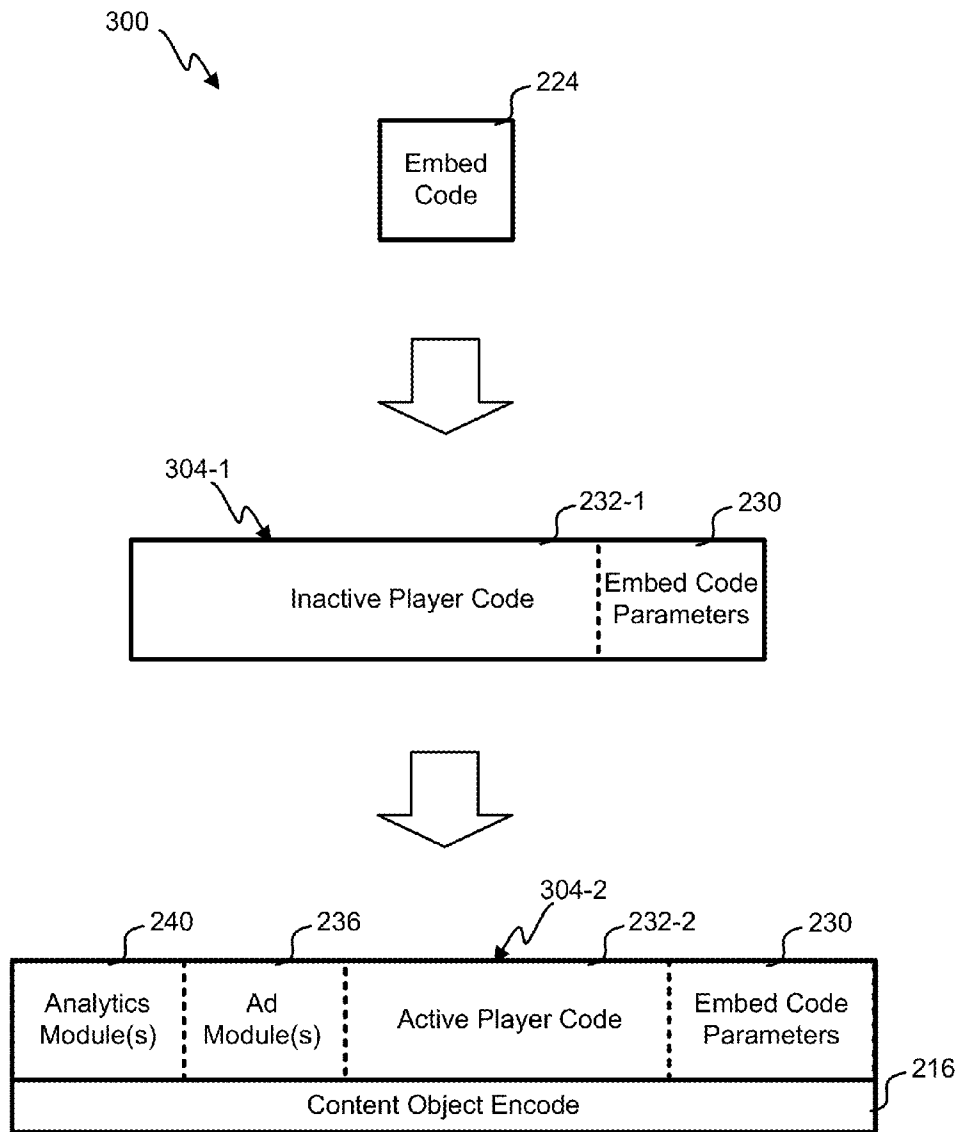 300
224
Embed
Code
304-1
232-1
230
Inactive Player Code
Embed Code
Parameters
304-2
240
236
232-2
230
Analytics
Module(s)
Ad
Module(s)
Active Player Code
Embed Code
Parameters
216
Content Object Encode